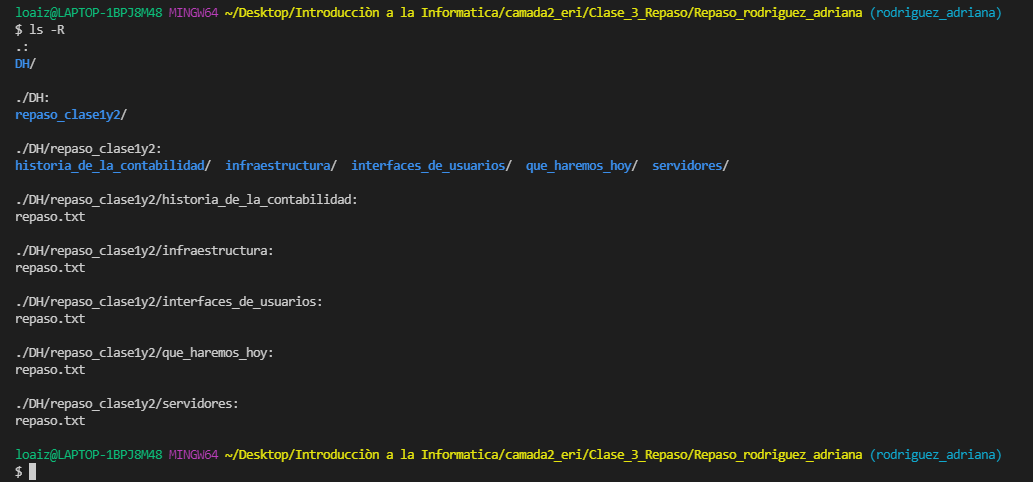 loaiz@LAPTOP-1BPJ8M48 MINGW64 ~/Desktop/Introducciòn a la Informatica/camada2_eri/Clase_3_Repaso/Repaso_rodriguez_adriana (rodriguez_adriana)
$ ls -R
.:
DH/

./DH:
repaso_clase1y2/

./DH/repaso_clase1y2:
historia_de_la_contabilidad/  infraestructura/  interfaces_de_usuarios/  que_haremos_hoy/  servidores/

./DH/repaso_clase1y2/historia_de_la_contabilidad:
repaso.txt

./DH/repaso_clase1y2/infraestructura:
repaso.txt

./DH/repaso_clase1y2/interfaces_de_usuarios:
repaso.txt

./DH/repaso_clase1y2/que_haremos_hoy:
repaso.txt

./DH/repaso_clase1y2/servidores:
repaso.txt

loaiz@LAPTOP-1BPJ8M48 MINGW64 ~/Desktop/Introducciòn a la Informatica/camada2_eri/Clase_3_Repaso/Repaso_rodriguez_adriana (rodriguez_adriana)
$